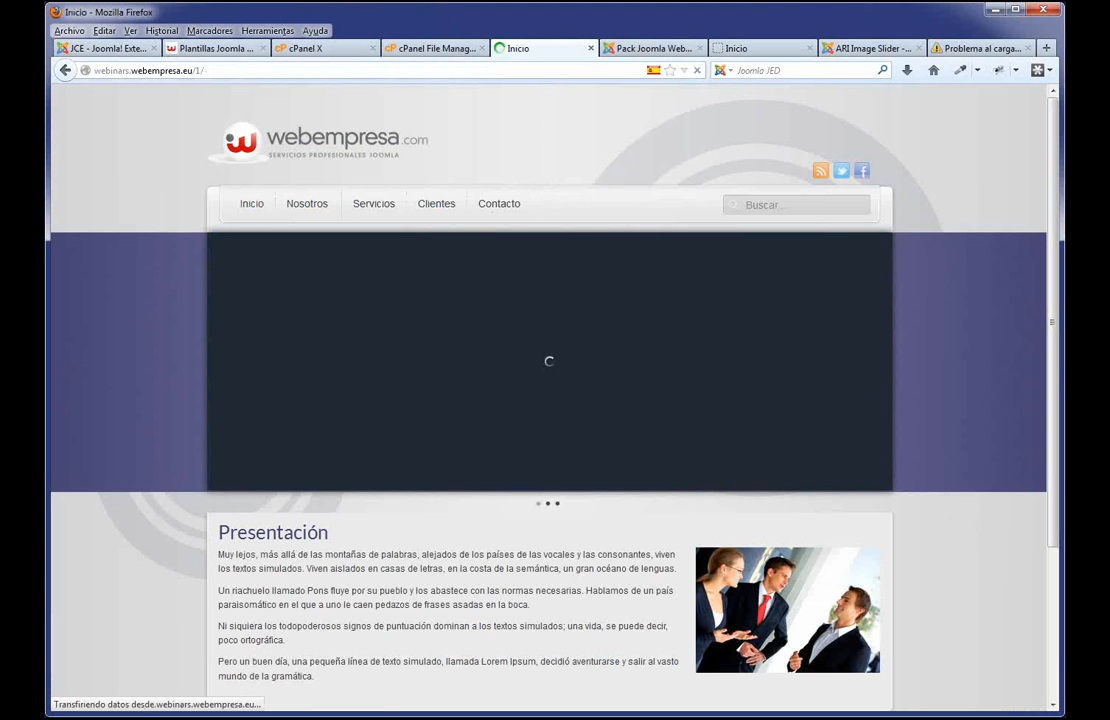 Inicio - Mozilla Firefox
Archivo Editar Ver Historial Marcadores Herramientas Ayuda
JCE - Joomla! Exte... Plantillas Joomla ... cPanel X cPanel File Manag... Inicio Pack Joomla Web... Inicio ARI Image Slider -... Problema al carga...
webinars.webempresa.eu/1/ Joomla JED
webempresa.com
SERVICIOS PROFESIONALES JOOMLA
Inicio Nosotros Servicios Clientes Contacto Buscar...
Presentación
Muy lejos, más allá de las montañas de palabras, alejados de los países de las vocales y las consonantes, viven
los textos simulados. Viven aislados en casas de letras, en la costa de la semántica, un gran océano de lenguas.
Un riachuelo llamado Pons fluye por su pueblo y los abastece con las normas necesarias. Hablamos de un país
paraisomático en el que a uno le caen pedazos de frases asadas en la boca.
Ni siquiera los todopoderosos signos de puntuación dominan a los textos simulados; una vida, se puede decir,
poco ortográfica.
Pero un buen día, una pequeña línea de texto simulado, llamada Lorem Ipsum, decidió aventurarse y salir al vasto
mundo de la gramática.
Transfiriendo datos desde webinars.webempresa.eu...